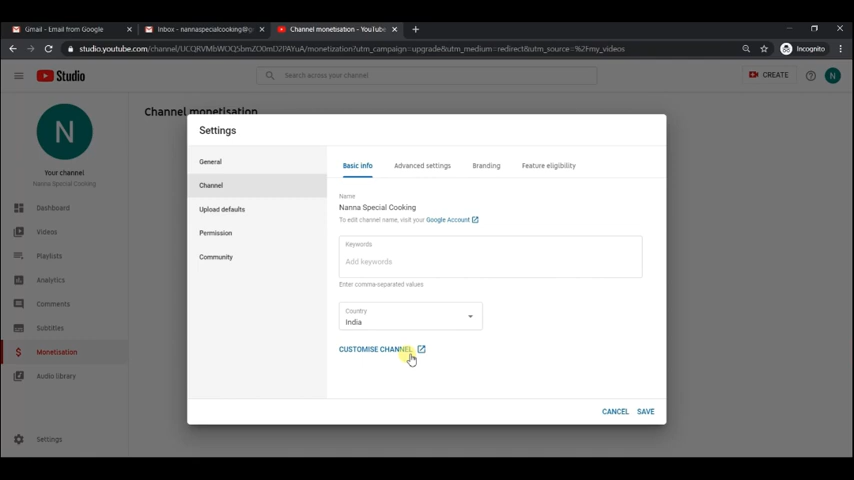 Gmail - Email from Google
Inbox - nannaspecialcooking@g
Channel monetisation - YouTube
studio.youtube.com/channel/UCQRVMbWOQ5bmZO0mD2PAYuA/monetization?utm_campaign=upgrade&utm_medium=redirect&utm_source=%2Fmy_videos
Incognito
Studio
Search across your channel
CREATE
N
Channel monetisation
N
Your channel
Nanna Special Cooking
Dashboard
Videos
Playlists
Analytics
Comments
Subtitles
Monetisation
Audio library
Settings
Settings
General
Channel
Upload defaults
Permission
Community
Basic info
Advanced settings
Branding
Feature eligibility
Name
Nanna Special Cooking
To edit channel name, visit your Google Account
Keywords
Add keywords
Enter comma-separated values
Country
India
CUSTOMISE CHANNEL
CANCEL
SAVE